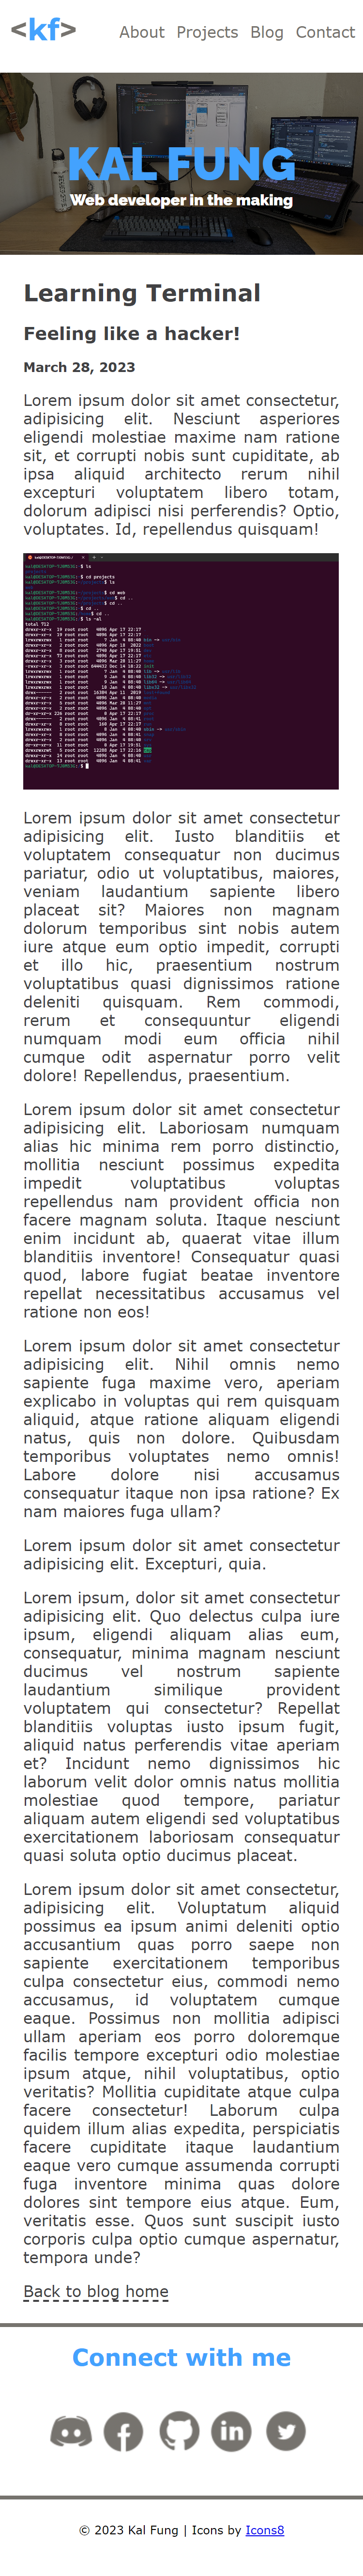 <kf>
About Projects Blog Contact
KAL FUNG
Web developer in the making
Learning Terminal
Feeling like a hacker!
March 28, 2023
Lorem ipsum dolor sit amet consectetur,
adipisicing elit. Nesciunt asperiores
eligendi molestiae maxime nam ratione
sit, et corrupti nobis sunt cupiditate, ab
ipsa aliquid architecto rerum nihil
excepturi voluptatem libero totam,
dolorum adipisci nisi perferendis? Optio,
voluptates. Id, repellendus quisquam!
$ ls
$ cd projects
$ ls
$ cd web
$ cd ..
$ cd ..
$ cd ..
$ ls -al
total 712
Lorem ipsum dolor sit amet consectetur
adipisicing elit. Iusto blanditiis et
voluptatem consequatur non ducimus
pariatur, odio ut voluptatibus, maiores,
veniam laudantium sapiente libero
placeat sit? Maiores non magnam
dolorum temporibus sint nobis autem
iure atque eum optio impedit, corrupti
et illo hic, praesentium nostrum
voluptatibus quasi dignissimos ratione
deleniti quisquam. Rem commodi,
rerum et consequuntur eligendi
numquam modi eum officia nihil
cumque odit aspernatur porro velit
dolore! Repellendus, praesentium.
Lorem ipsum dolor sit amet consectetur
adipisicing elit. Laboriosam numquam
alias hic minima rem porro distinctio,
mollitia nesciunt possimus expedita
impedit voluptatibus voluptas
repellendus nam provident officia non
facere magnam soluta. Itaque nesciunt
enim incidunt ab, quaerat vitae illum
blanditiis inventore! Consequatur quasi
quod, labore fugiat beatae inventore
repellat necessitatibus accusamus vel
ratione non eos!
Lorem ipsum dolor sit amet consectetur
adipisicing elit. Nihil omnis nemo
sapiente fuga maxime vero, aperiam
explicabo in voluptas qui rem quisquam
aliquid, atque ratione aliquam eligendi
natus, quis non dolore. Quibusdam
temporibus voluptates nemo omnis!
Labore dolore nisi accusamus
consequatur itaque non ipsa ratione? Ex
nam maiores fuga ullam?
Lorem ipsum dolor sit amet consectetur
adipisicing elit. Excepturi, quia.
Lorem ipsum, dolor sit amet consectetur
adipisicing elit. Quo delectus culpa iure
ipsum, eligendi aliquam alias eum,
consequatur, minima magnam nesciunt
ducimus vel nostrum sapiente
laudantium similique provident
voluptatem qui consectetur? Repellat
blanditiis voluptas iusto ipsum fugit,
aliquid natus perferendis vitae aperiam
et? Incidunt nemo dignissimos hic
laborum velit dolor omnis natus mollitia
molestiae quod tempore, pariatur
aliquam autem eligendi sed voluptatibus
exercitationem laboriosam consequatur
quasi soluta optio ducimus placeat.
Lorem ipsum dolor sit amet consectetur,
adipisicing elit. Voluptatum aliquid
possimus ea ipsum animi deleniti optio
accusantium quas porro saepe non
sapiente exercitationem temporibus
culpa consectetur eius, commodi nemo
accusamus, id voluptatem cumque
eaque. Possimus non mollitia adipisci
ullam aperiam eos porro doloremque
facilis tempore excepturi odio molestiae
ipsum atque, nihil voluptatibus, optio
veritatis? Mollitia cupiditate atque culpa
facere consectetur! Laborum culpa
quidem illum alias expedita, perspiciatis
facere cupiditate itaque laudantium
eaque vero cumque assumenda corrupti
fuga inventore minima quas dolore
dolores sint tempore eius atque. Eum,
veritatis esse. Quos sunt suscipit iusto
corporis culpa optio cumque aspernatur,
tempora unde?
Back to blog home
Connect with me
© 2023 Kal Fung | Icons by Icons8